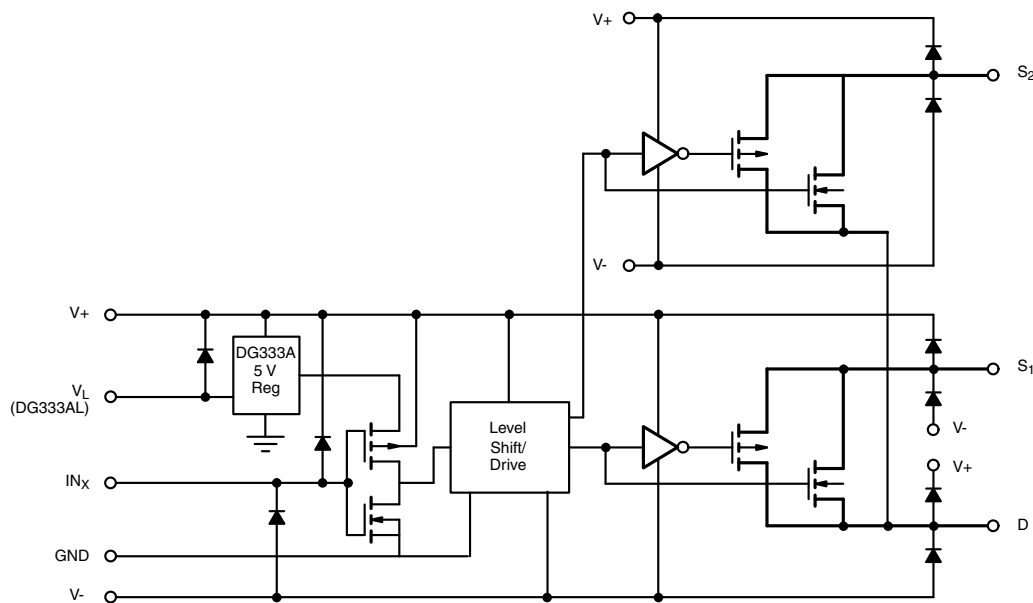 V+
S2
V-
V+
DG333A
5 V
Reg
VL
(DG333AL)
Level
Shift/
Drive
S1
V-
V+
INX
D
GND
V-